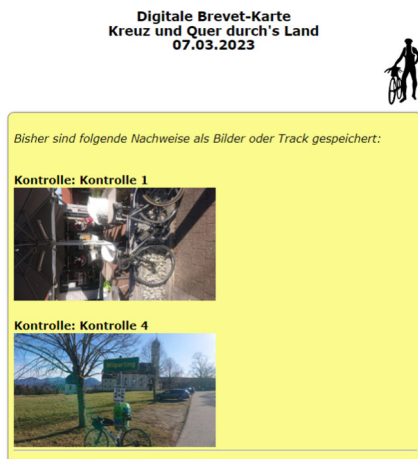 Digitale Brevet-Karte
Kreuz und Quer durch's Land
07.03.2023
Bisher sind folgende Nachweise als Bilder oder Track gespeichert:
Kontrolle: Kontrolle 1
Kontrolle: Kontrolle 4